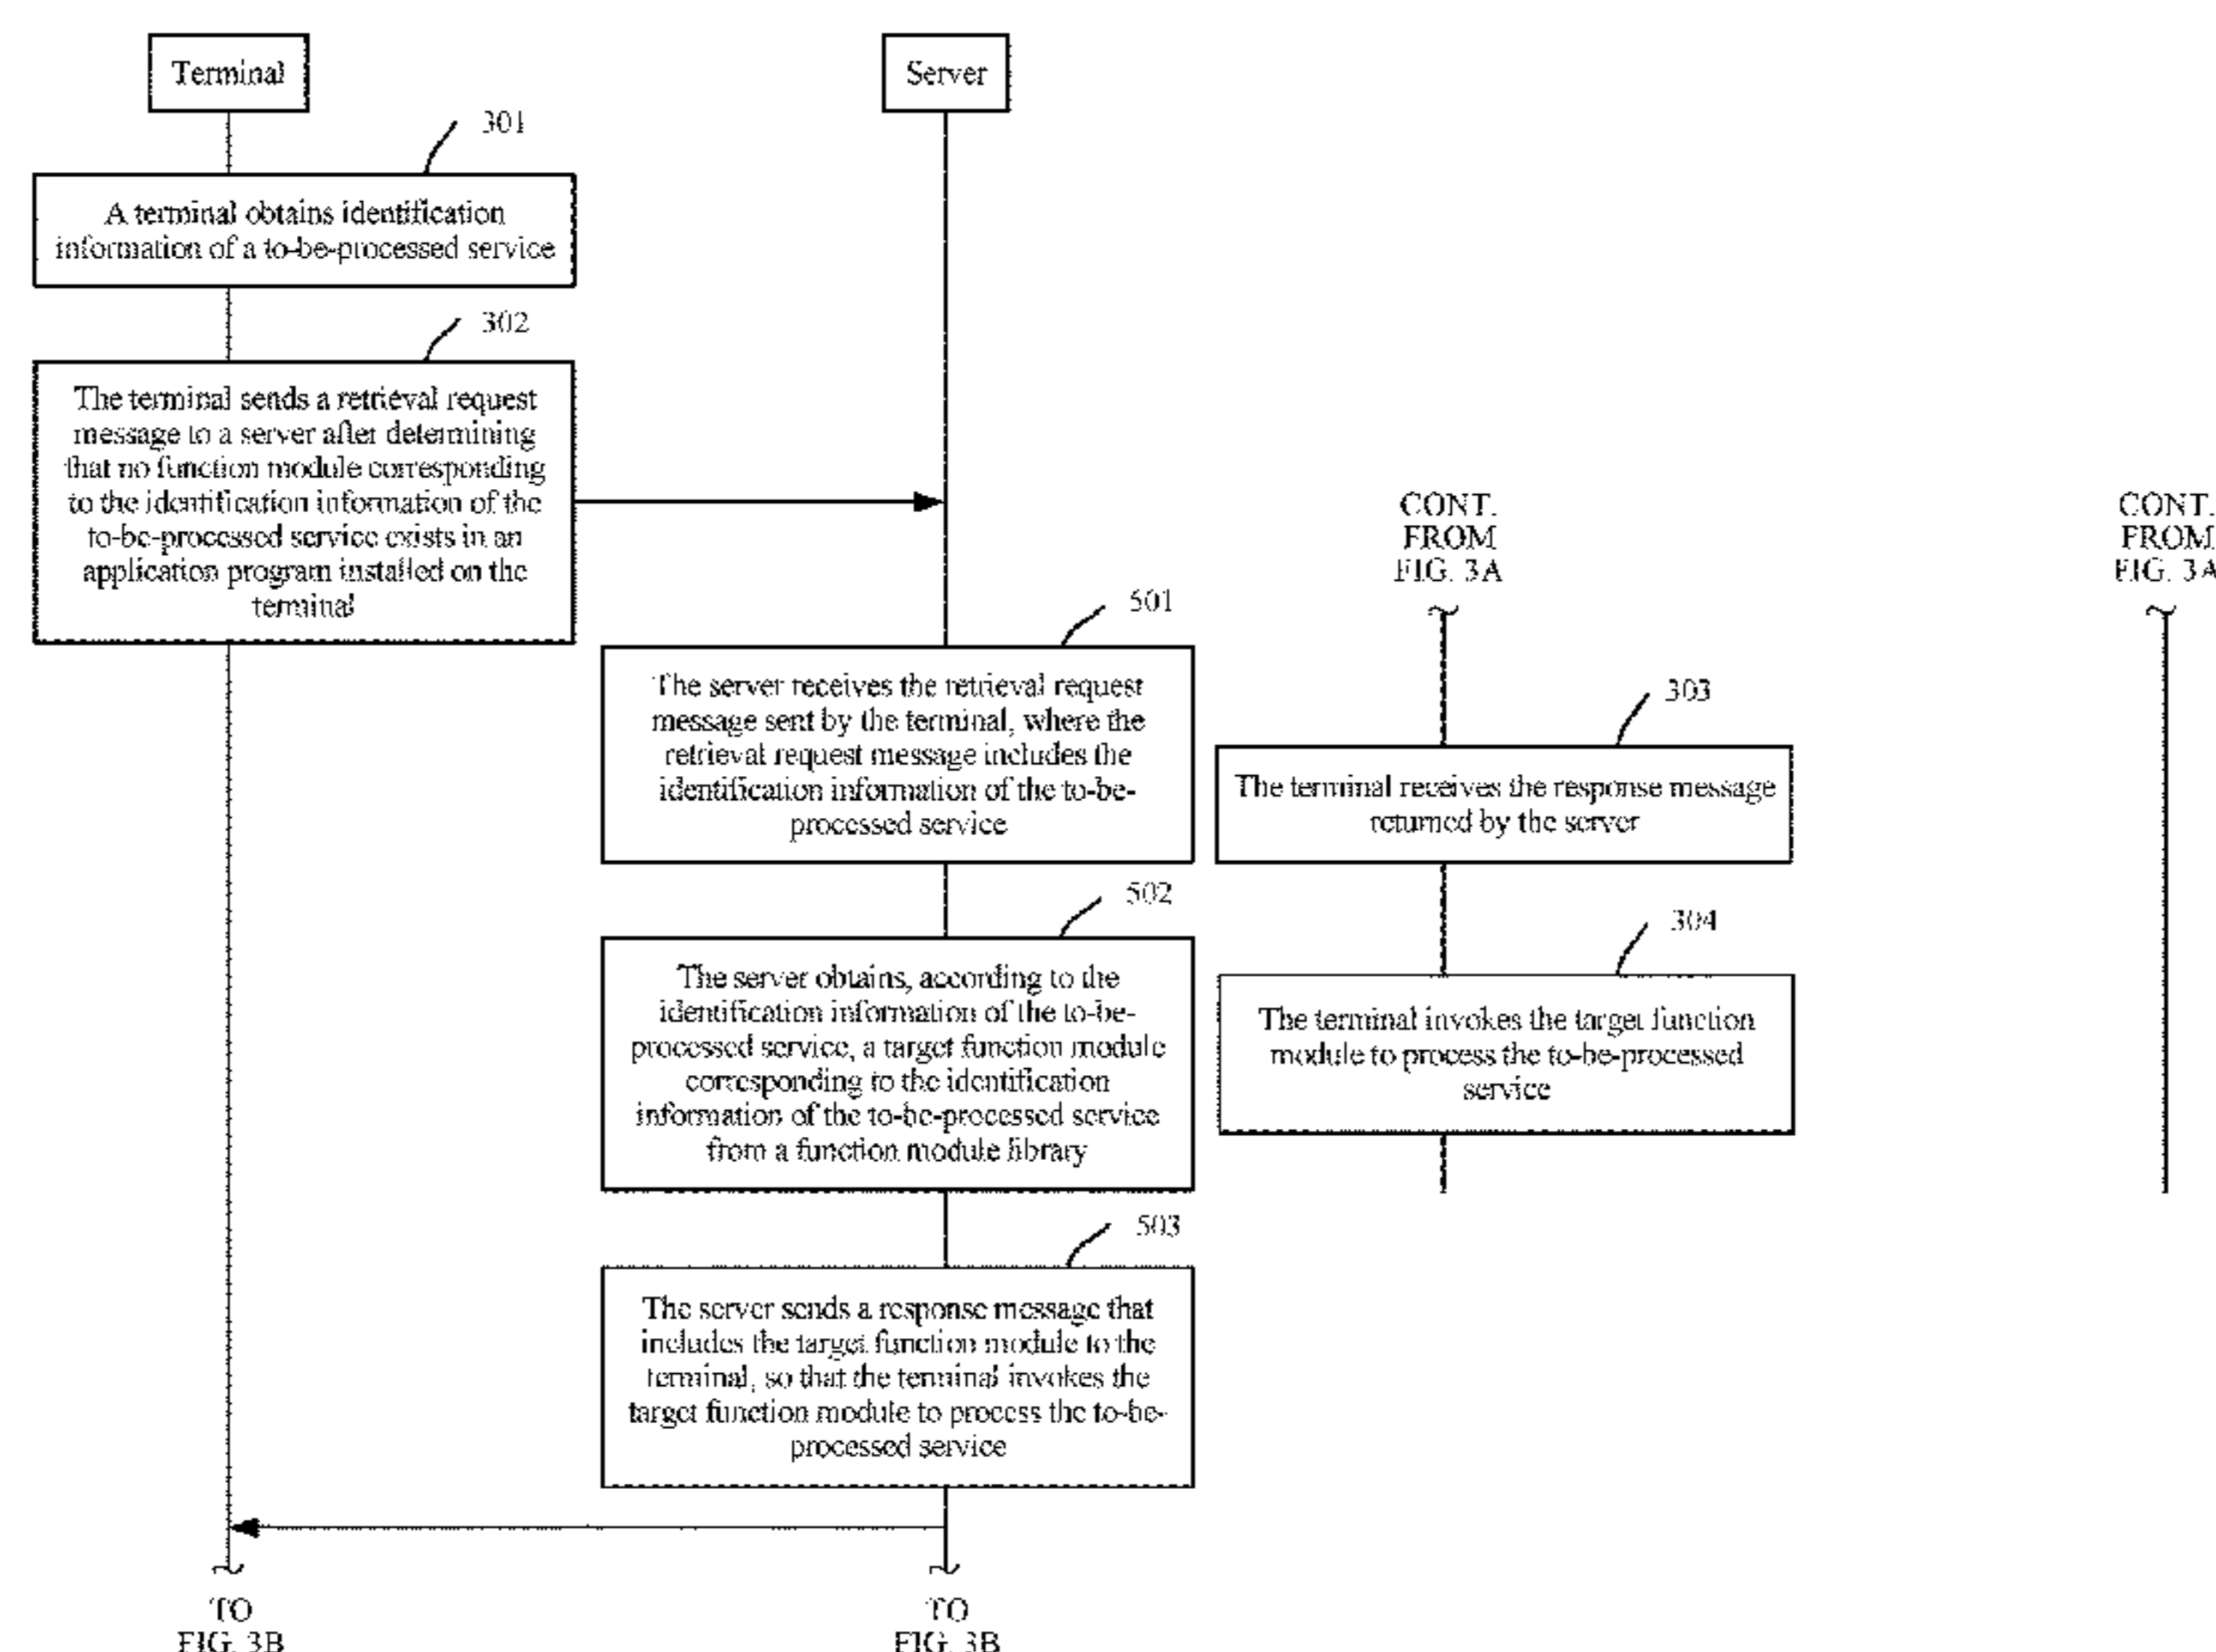 Terminal
Server
301
A terminal obtains identification
information of a to-be-processed service
302
The terminal sends a retrieval request
message to a server after determining
that no function module corresponding
to the identification information of the
to-be-processed service exists in an
application program installed on the
terminal
501
The server receives the retrieval request
message sent by the terminal, where the
retrieval request message includes the
identification information of the to-be-
processed service
502
The server obtains, according to the
identification information of the to-be-
processed service, a target function module
corresponding to the identification
information of the to-be-processed service
from a function module library
503
The server sends a response message that
includes the target function module to the
terminal, so that the terminal invokes the
target function module to process the to-be-
processed service
TO
FIG. 3B
TO
FIG. 3B
CONT.
FROM
FIG. 3A
CONT.
FROM
FIG. 3A
303
The terminal receives the response message
returned by the server
304
The terminal invokes the target function
module to process the to-be-processed
service